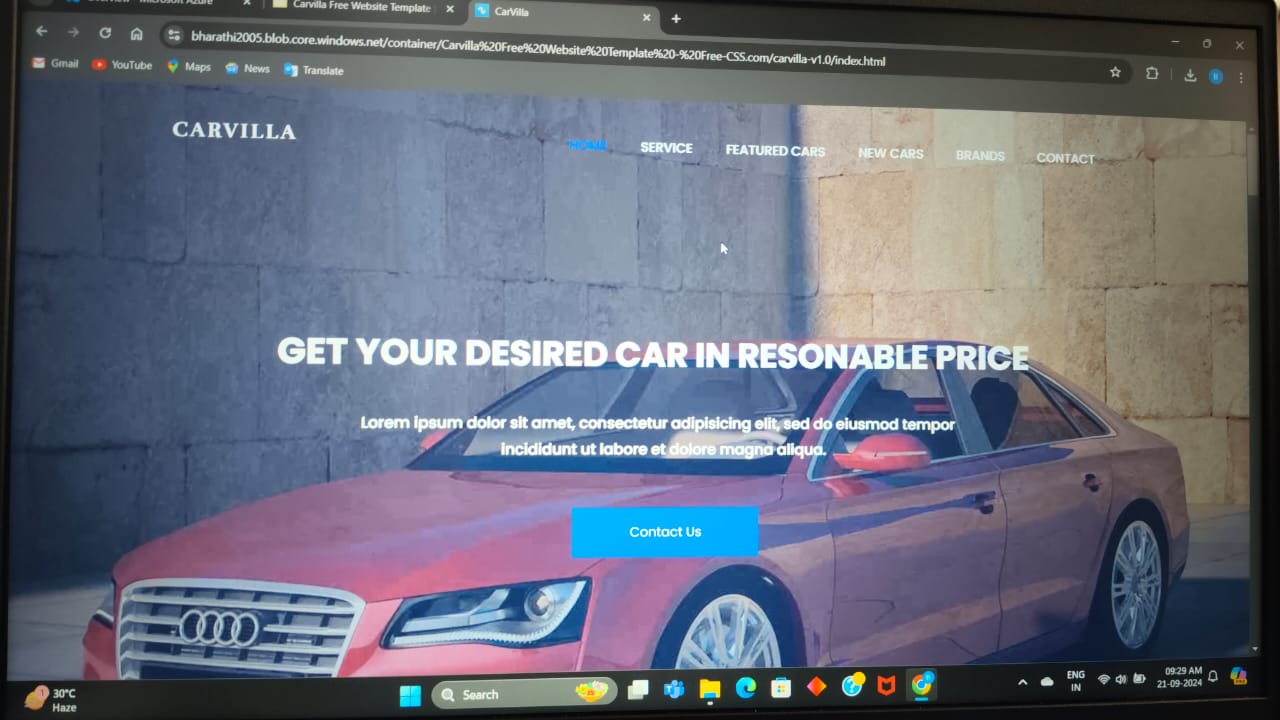 Microsoft Azure
Carvilla Free Website Template
CarVilla
bharathi2005.blob.core.windows.net/container/Carvilla%20Free%20Website%20Template%20-%20Free-CSS.com/carvilla-v1.0/index.html
Gmail YouTube Maps News Translate
CARVILLA
HOME SERVICE FEATURED CARS NEW CARS BRANDS CONTACT
GET YOUR DESIRED CAR IN RESONABLE PRICE
Lorem ipsum dolor sit amet, consectetur adipisicing elit, sed do eiusmod tempor
incididunt ut labore et dolore magna aliqua.
Contact Us
1
30°C
Haze
Search
ENG
IN
09:29 AM
21-09-2024